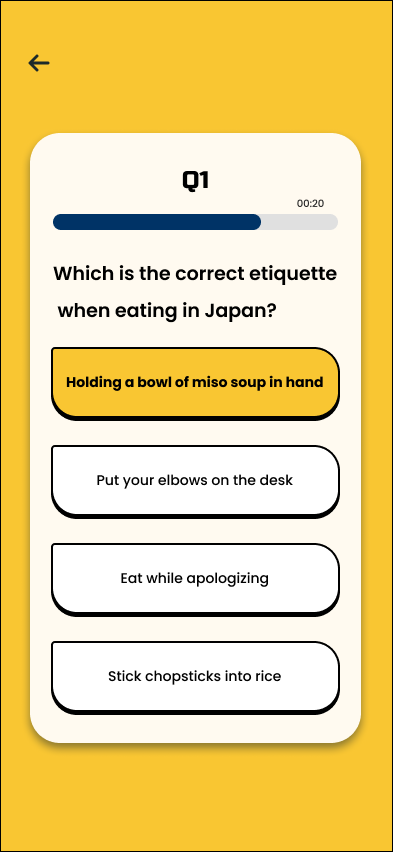 Q1
00:20
Which is the correct etiquette
when eating in Japan?
Holding a bowl of miso soup in hand
Put your elbows on the desk
Eat while apologizing
Stick chopsticks into rice